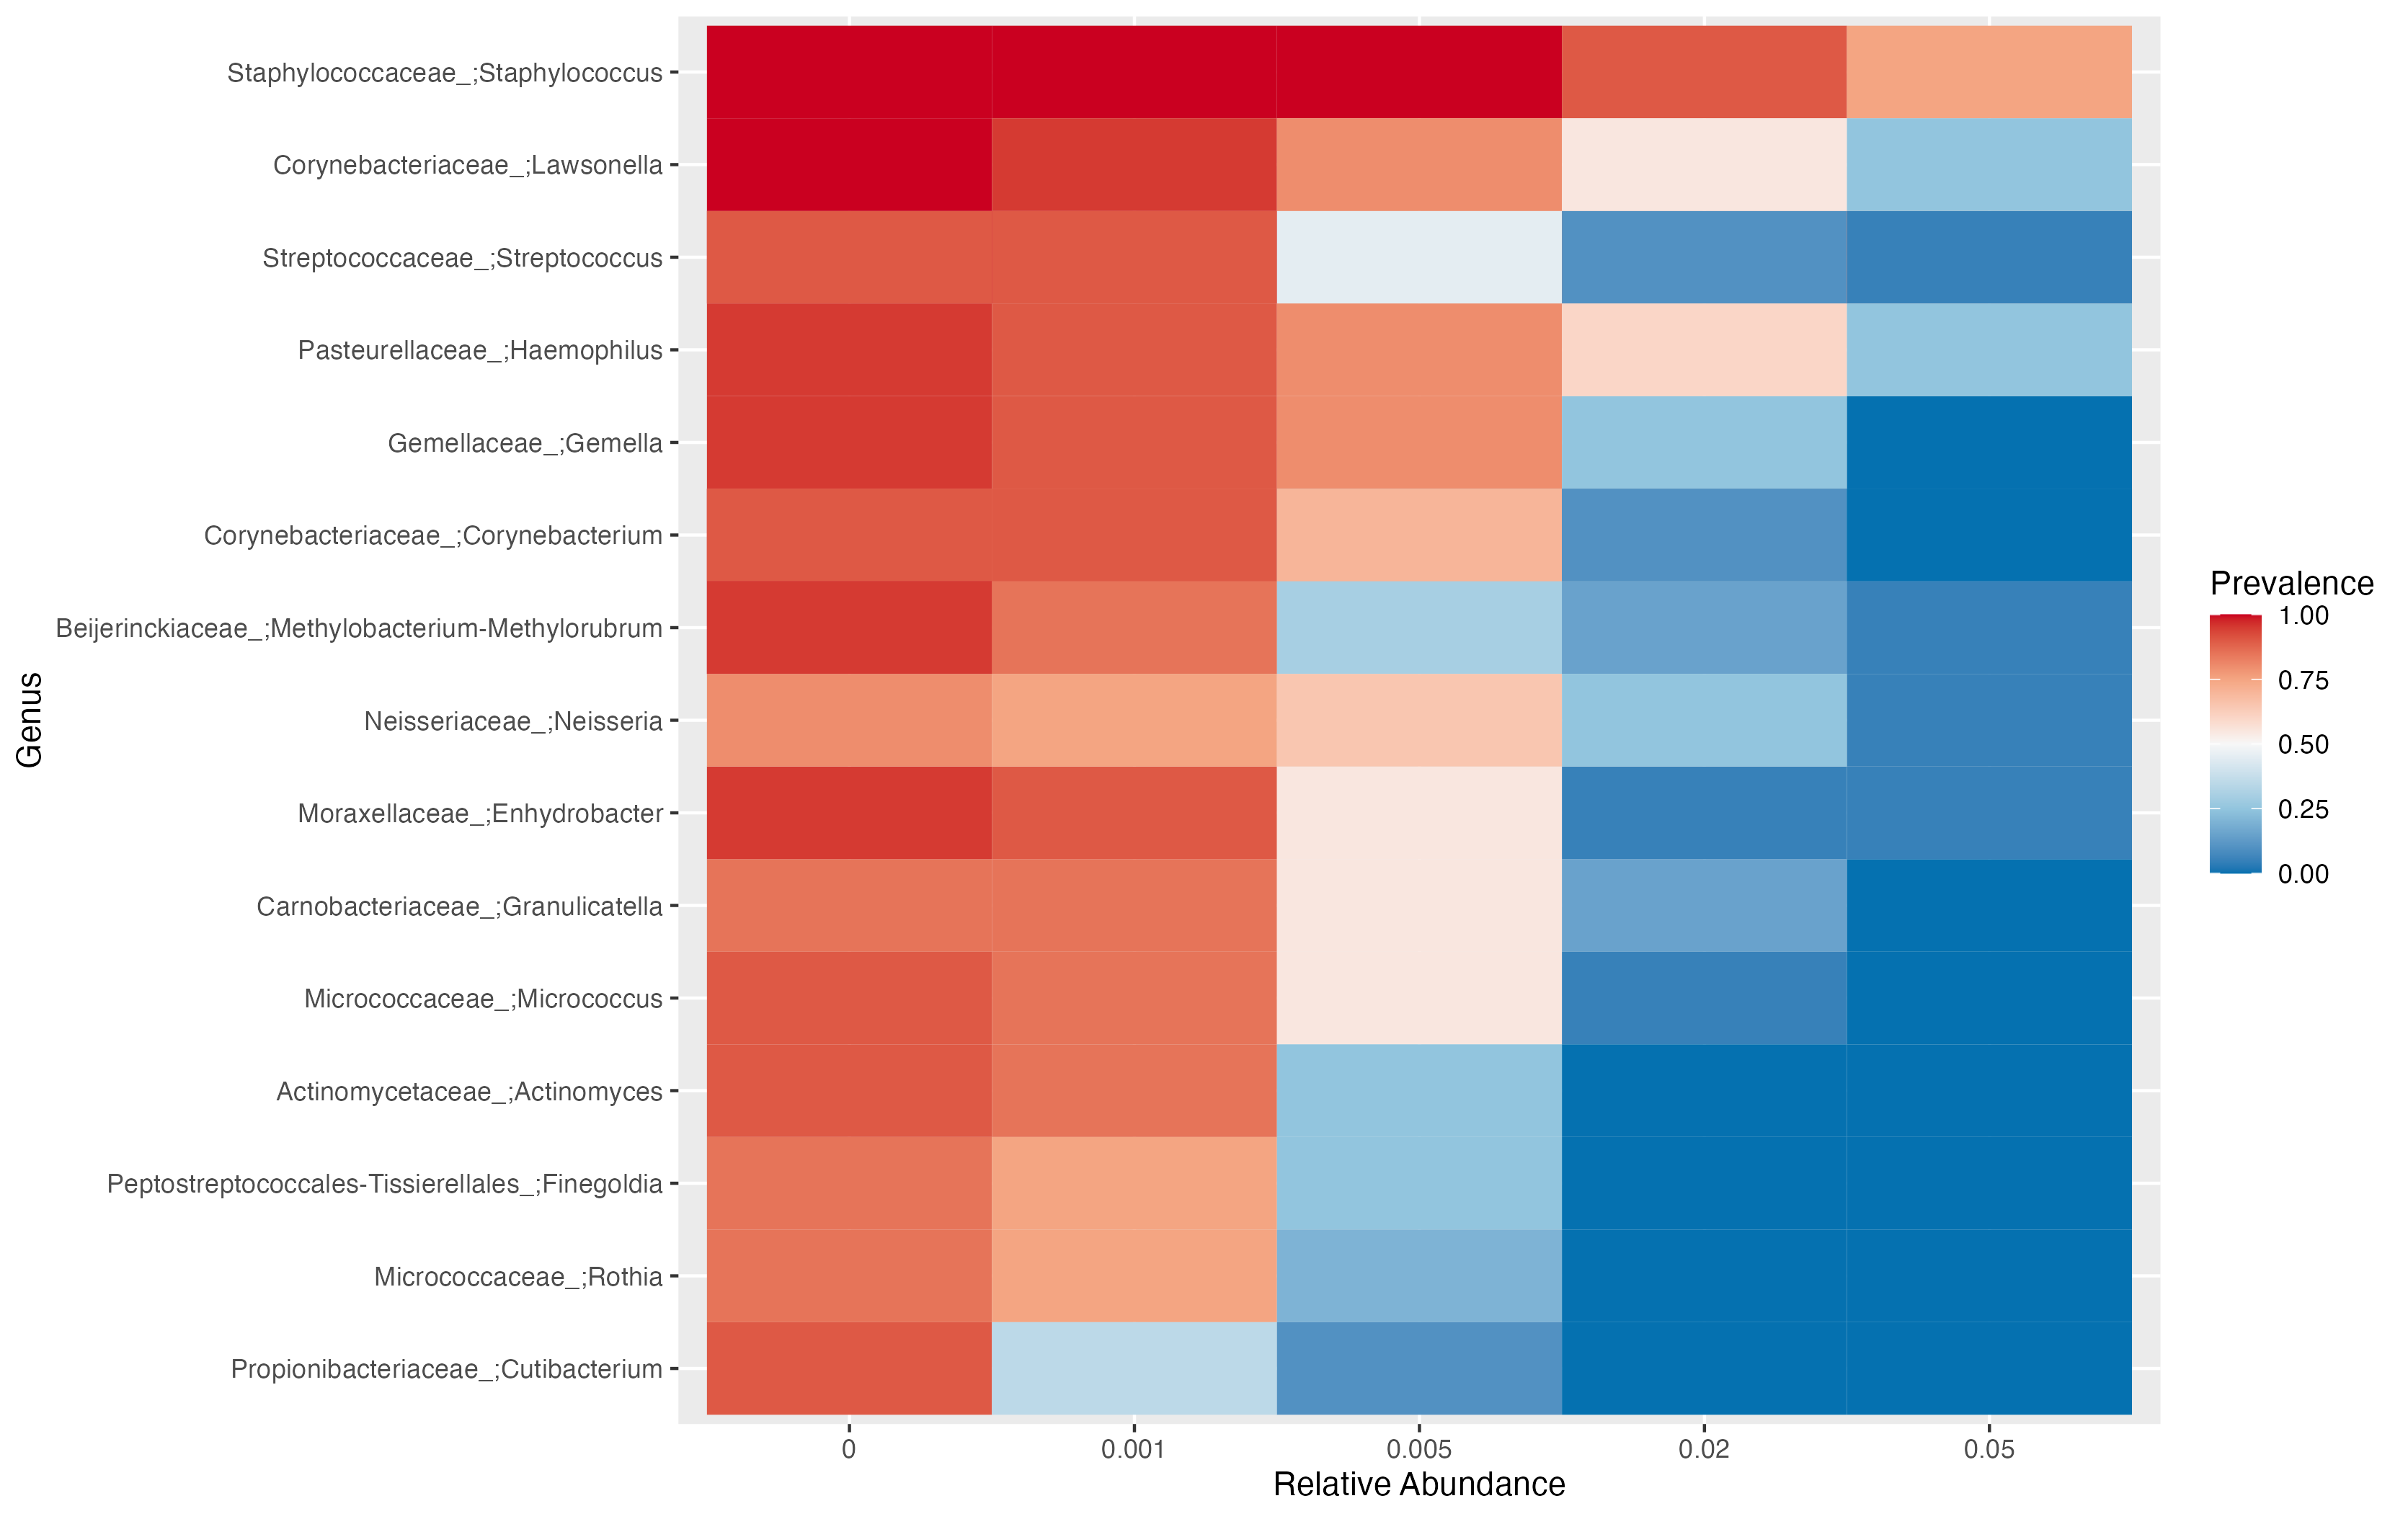 Genus
Staphylococcaceae_;Staphylococcus
Corynebacteriaceae_;Lawsonella
Streptococcaceae_;Streptococcus
Pasteurellaceae_;Haemophilus
Gemellaceae_;Gemella
Corynebacteriaceae_;Corynebacterium
Beijerinckiaceae_;Methylobacterium-Methylorubrum
Neisseriaceae_;Neisseria
Moraxellaceae_;Enhydrobacter
Carnobacteriaceae_;Granulicatella
Micrococcaceae_;Micrococcus
Actinomycetaceae_;Actinomyces
Peptostreptococcales-Tissierellales_;Finegoldia
Micrococcaceae_;Rothia
Propionibacteriaceae_;Cutibacterium
0 0.001 0.005 0.02 0.05
Relative Abundance
Prevalence
1.00
0.75
0.50
0.25
0.00